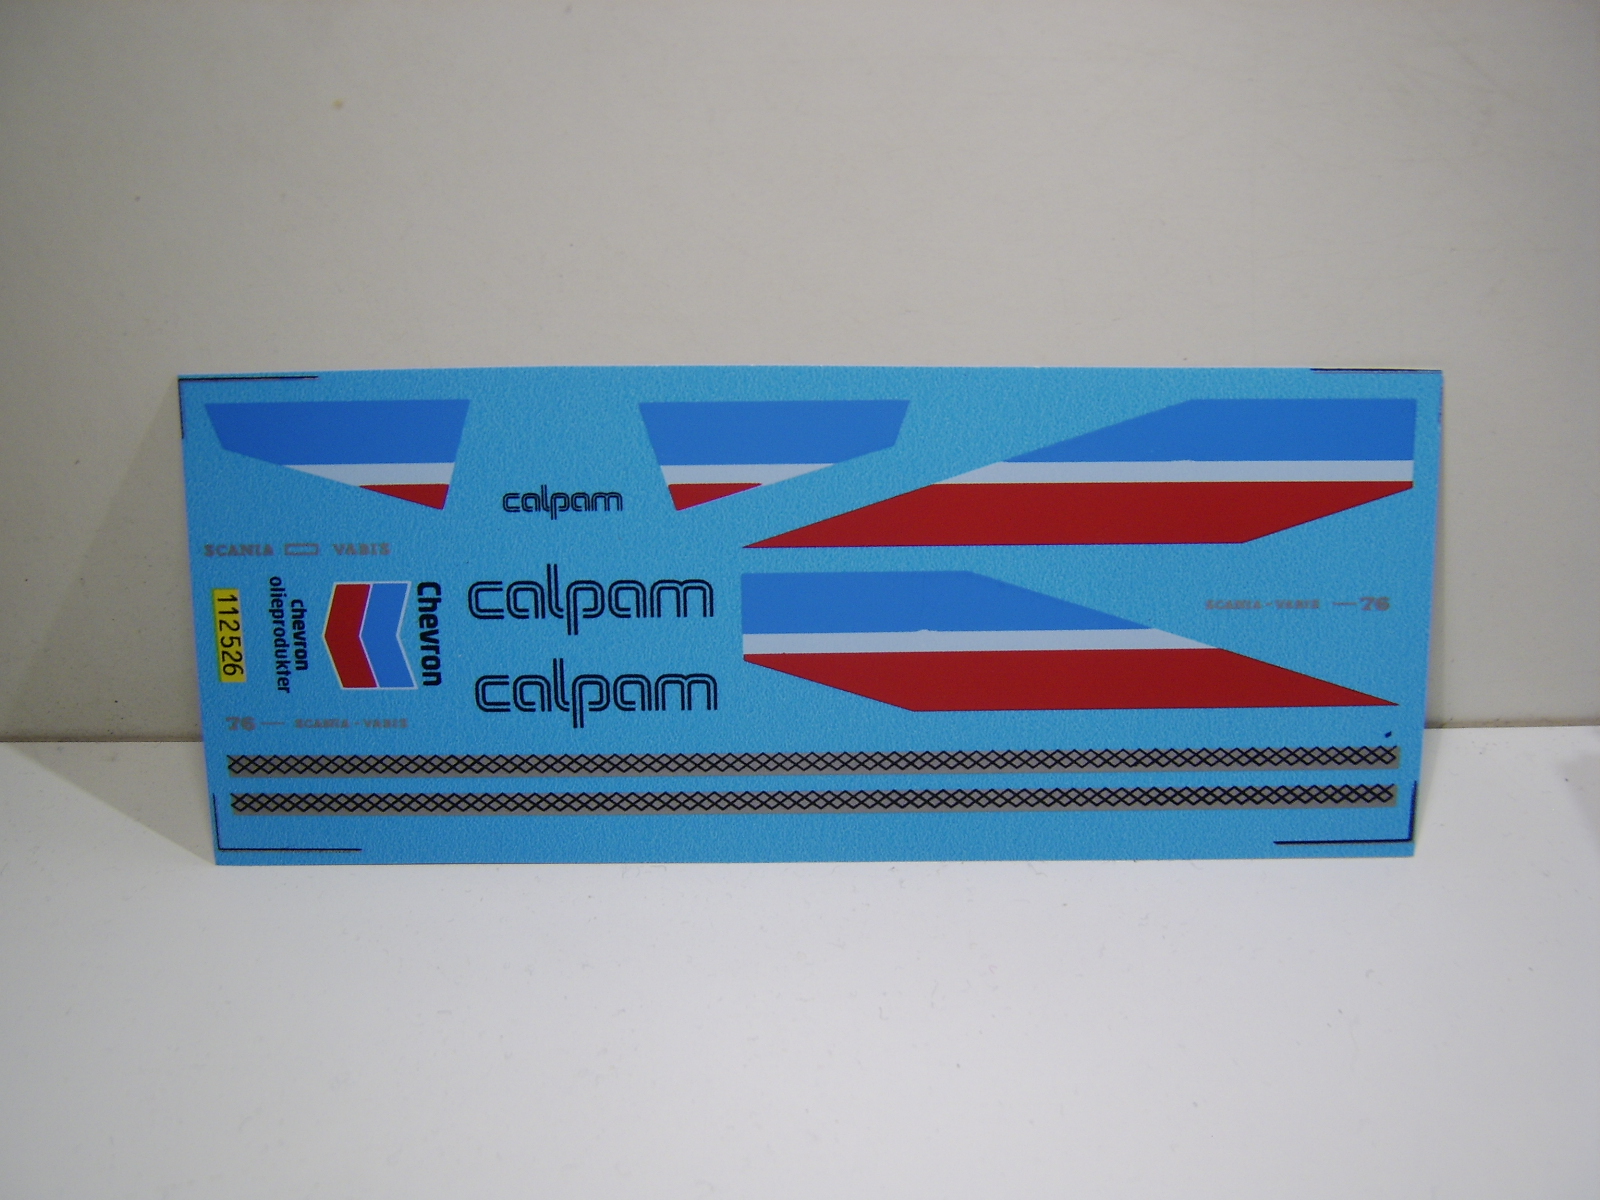 calpam
SCANIA VABIS
calpam
calpam
Chevron
chevron
olieprodukter
112526
SCANIA - VABIS — 76
76 — SCANIA - VABIS